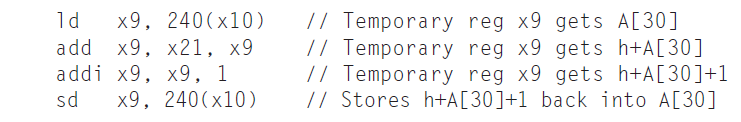 ld x9, 240(x10) // Temporary reg x9 gets A[30]
add x9, x21, x9 // Temporary reg x9 gets h+A[30]
addi x9, x9, 1 // Temporary reg x9 gets h+A[30]+1
sd x9, 240(x10) // Stores h+A[30]+1 back into A[30]